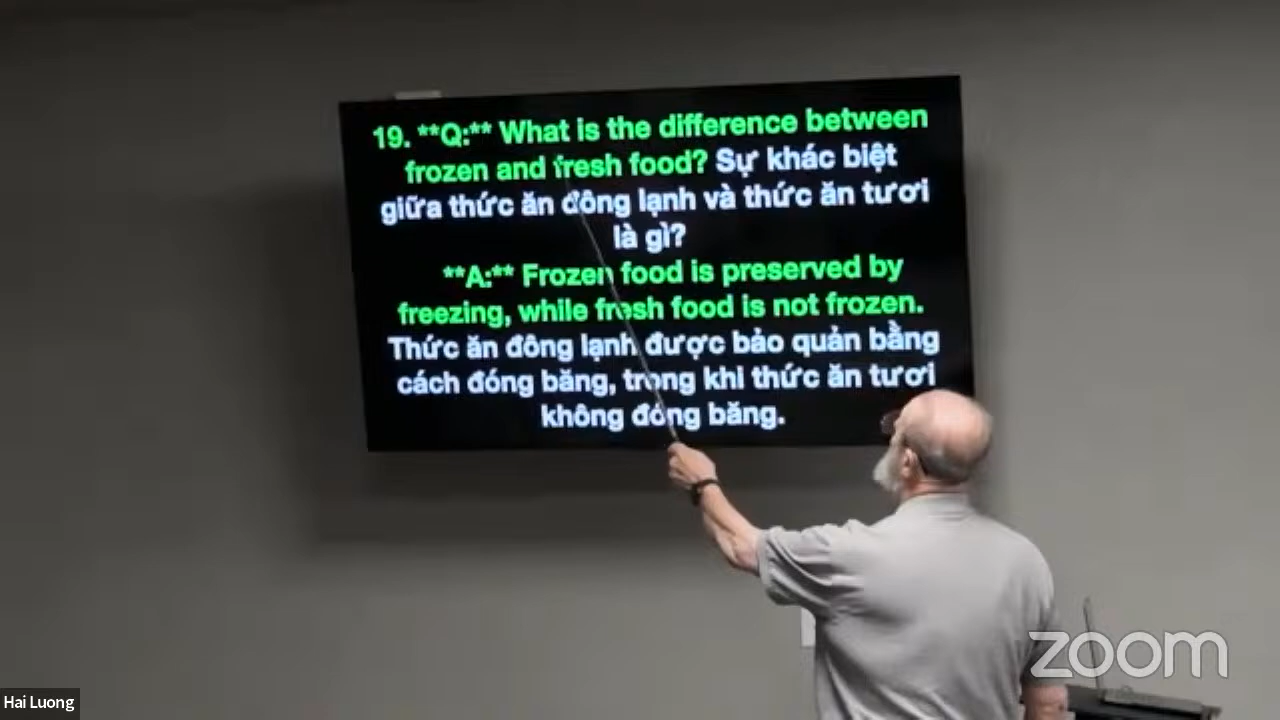 19. **Q:** What is the difference between
frozen and fresh food? Sự khác biệt
giữa thức ăn đông lạnh và thức ăn tươi
là gì?
**A:** Frozen food is preserved by
freezing, while fresh food is not frozen.
Thức ăn đông lạnh được bảo quản bằng
cách đóng băng, trong khi thức ăn tươi
không đóng băng.
zoom
Hai Luong